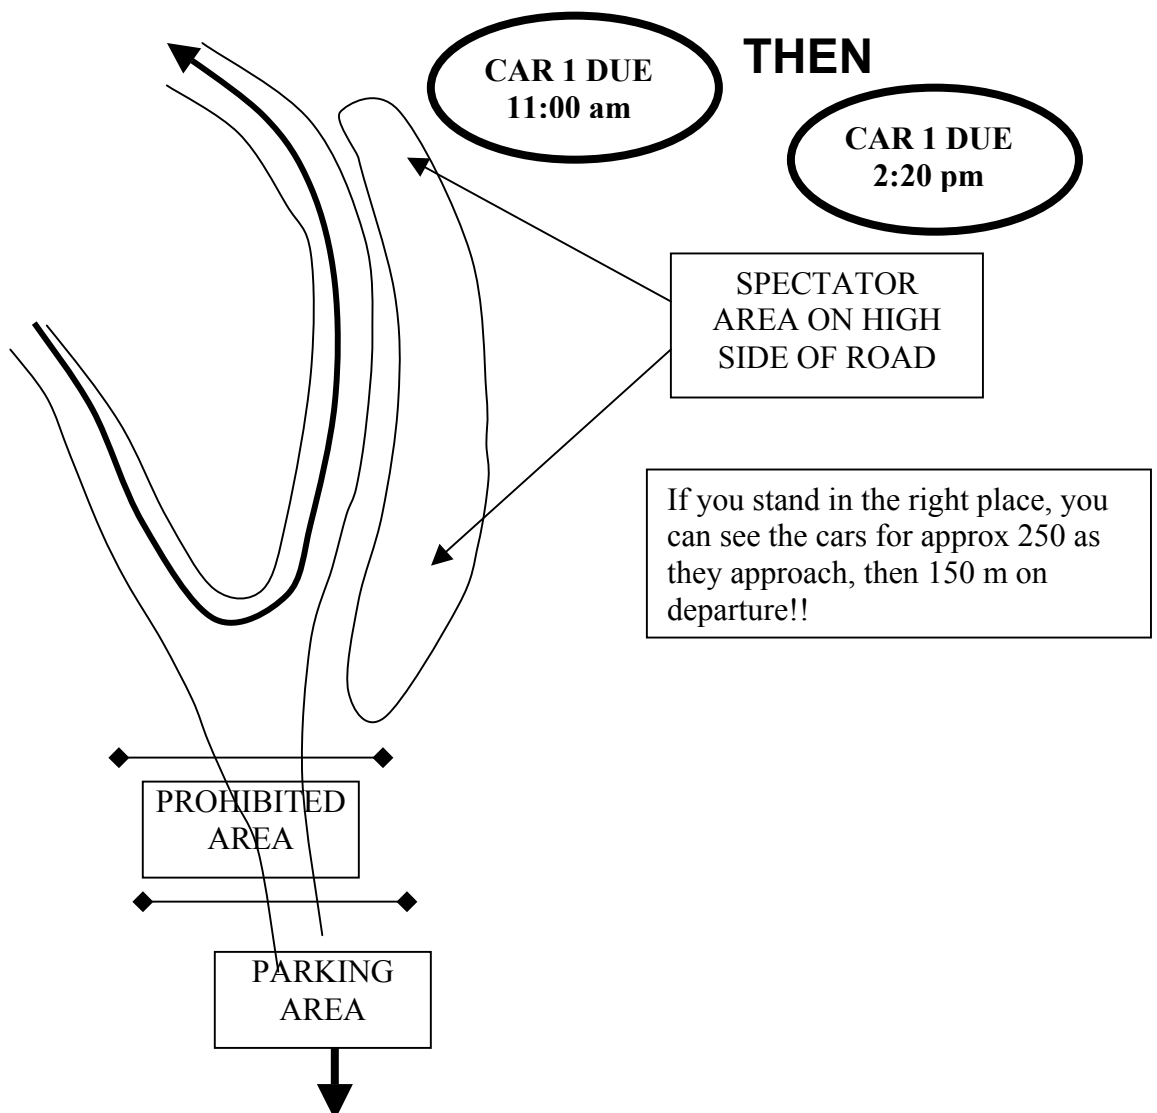 CAR 1 DUE
11:00 am
THEN
CAR 1 DUE
2:20 pm
SPECTATOR
AREA ON HIGH
SIDE OF ROAD
If you stand in the right place, you
can see the cars for approx 250 as
they approach, then 150 m on
departure!!
PROHIBITED
AREA
PARKING
AREA